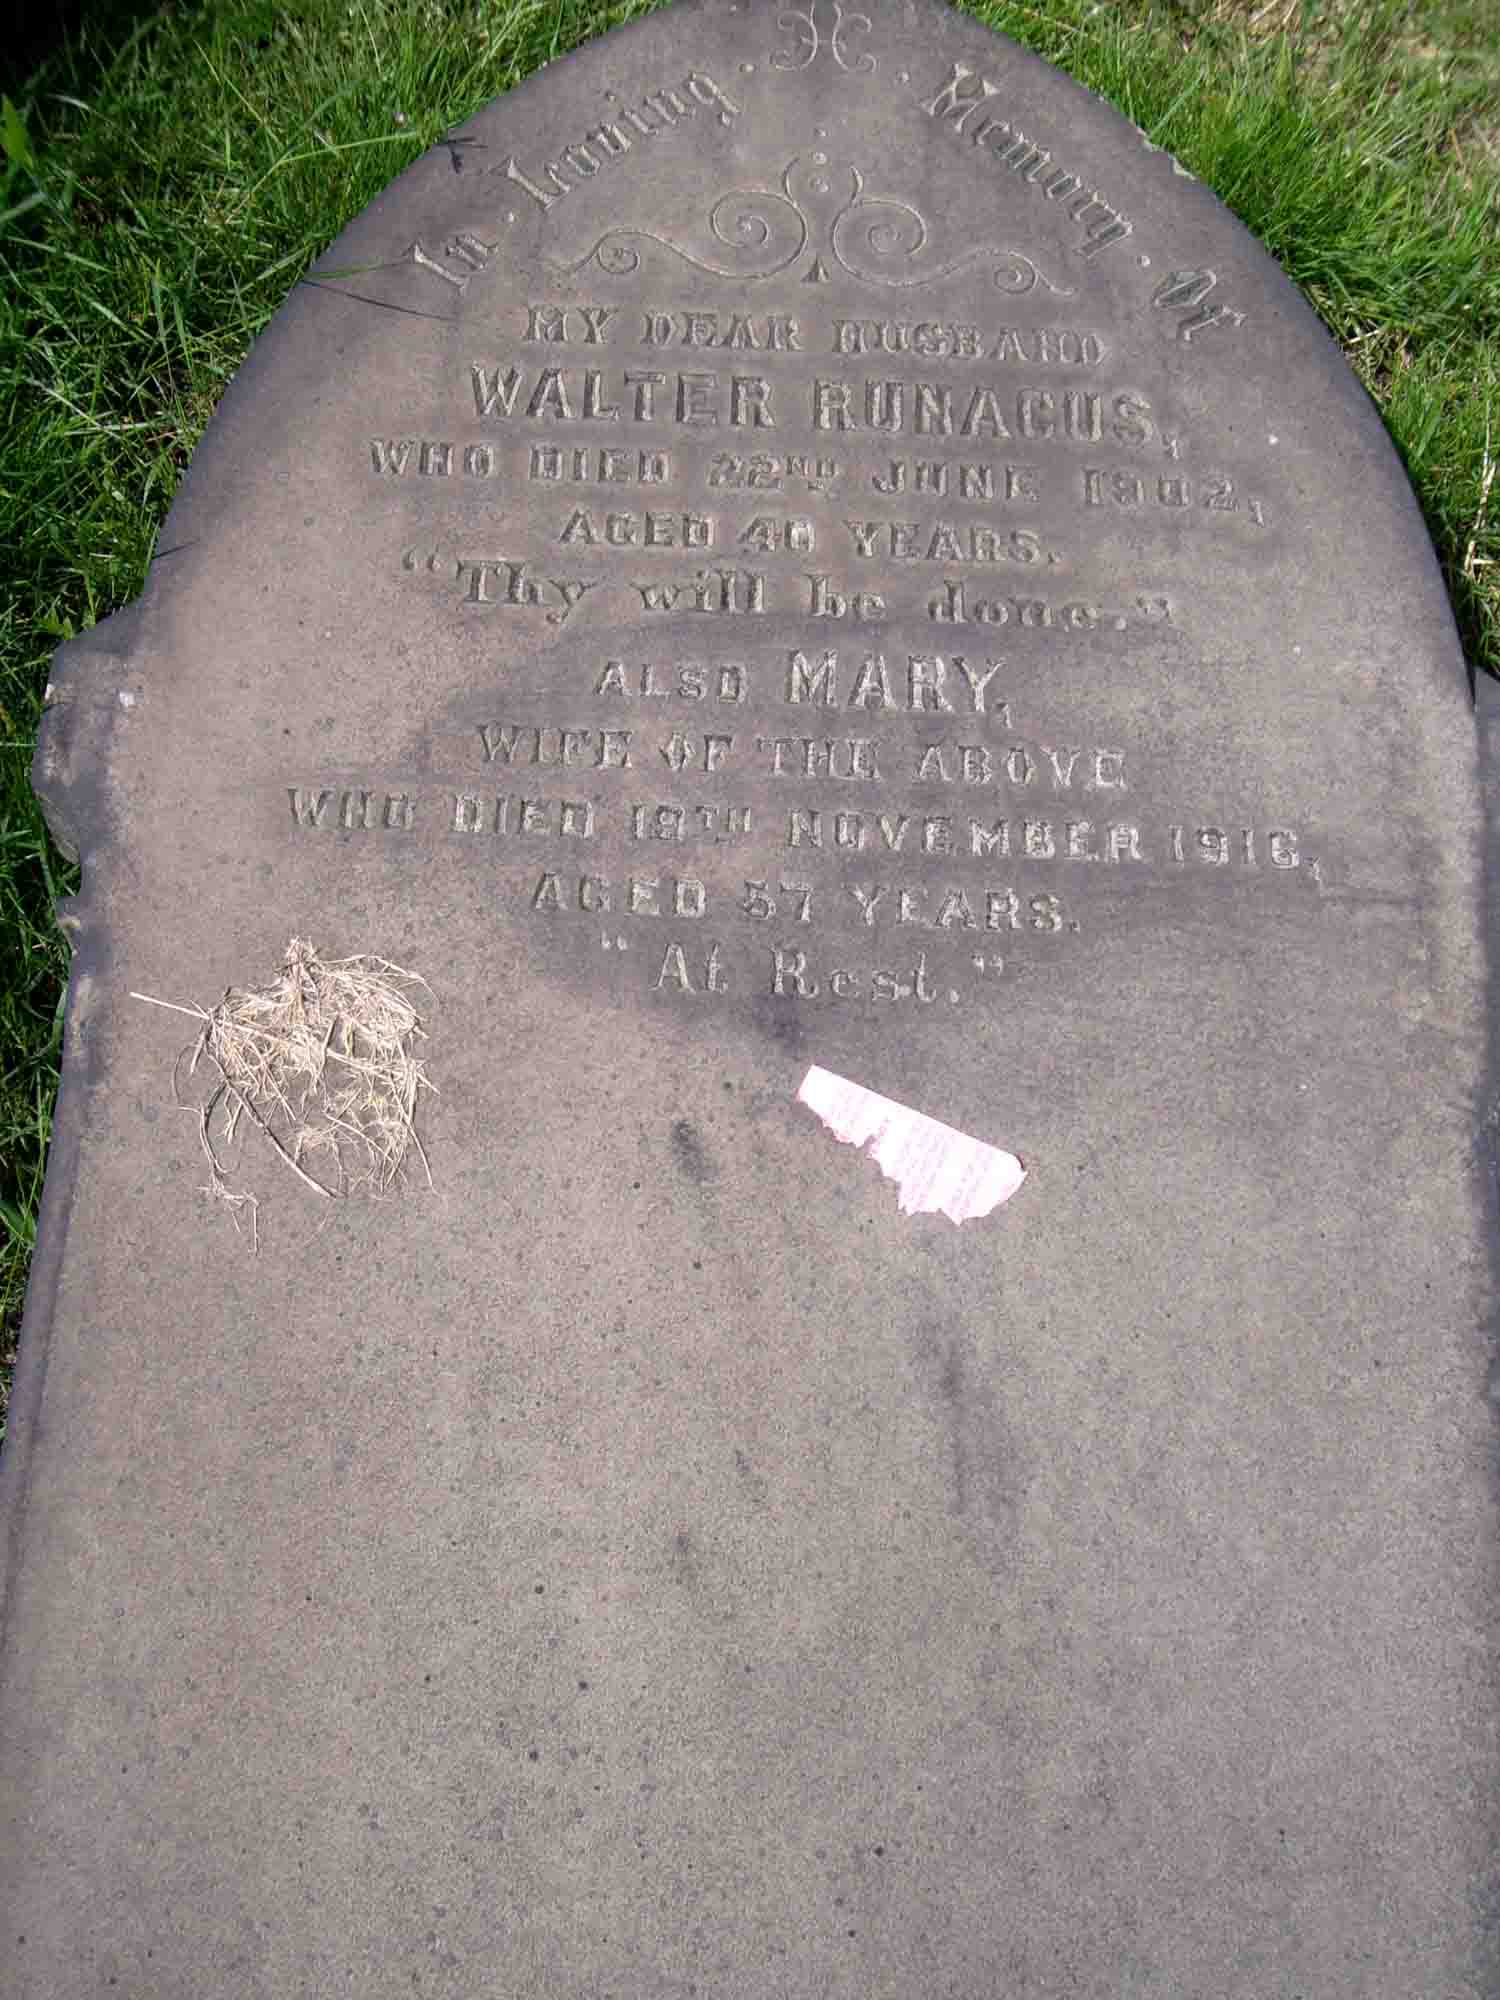 In · Loving · Memory · Of
MY DEAR HUSBAND
WALTER RUNACUS,
WHO DIED 22ND JUNE 1902,
AGED 40 YEARS.
"Thy will be done."
ALSO MARY,
WIFE OF THE ABOVE
WHO DIED 19TH NOVEMBER 1916,
AGED 57 YEARS.
"At Rest."